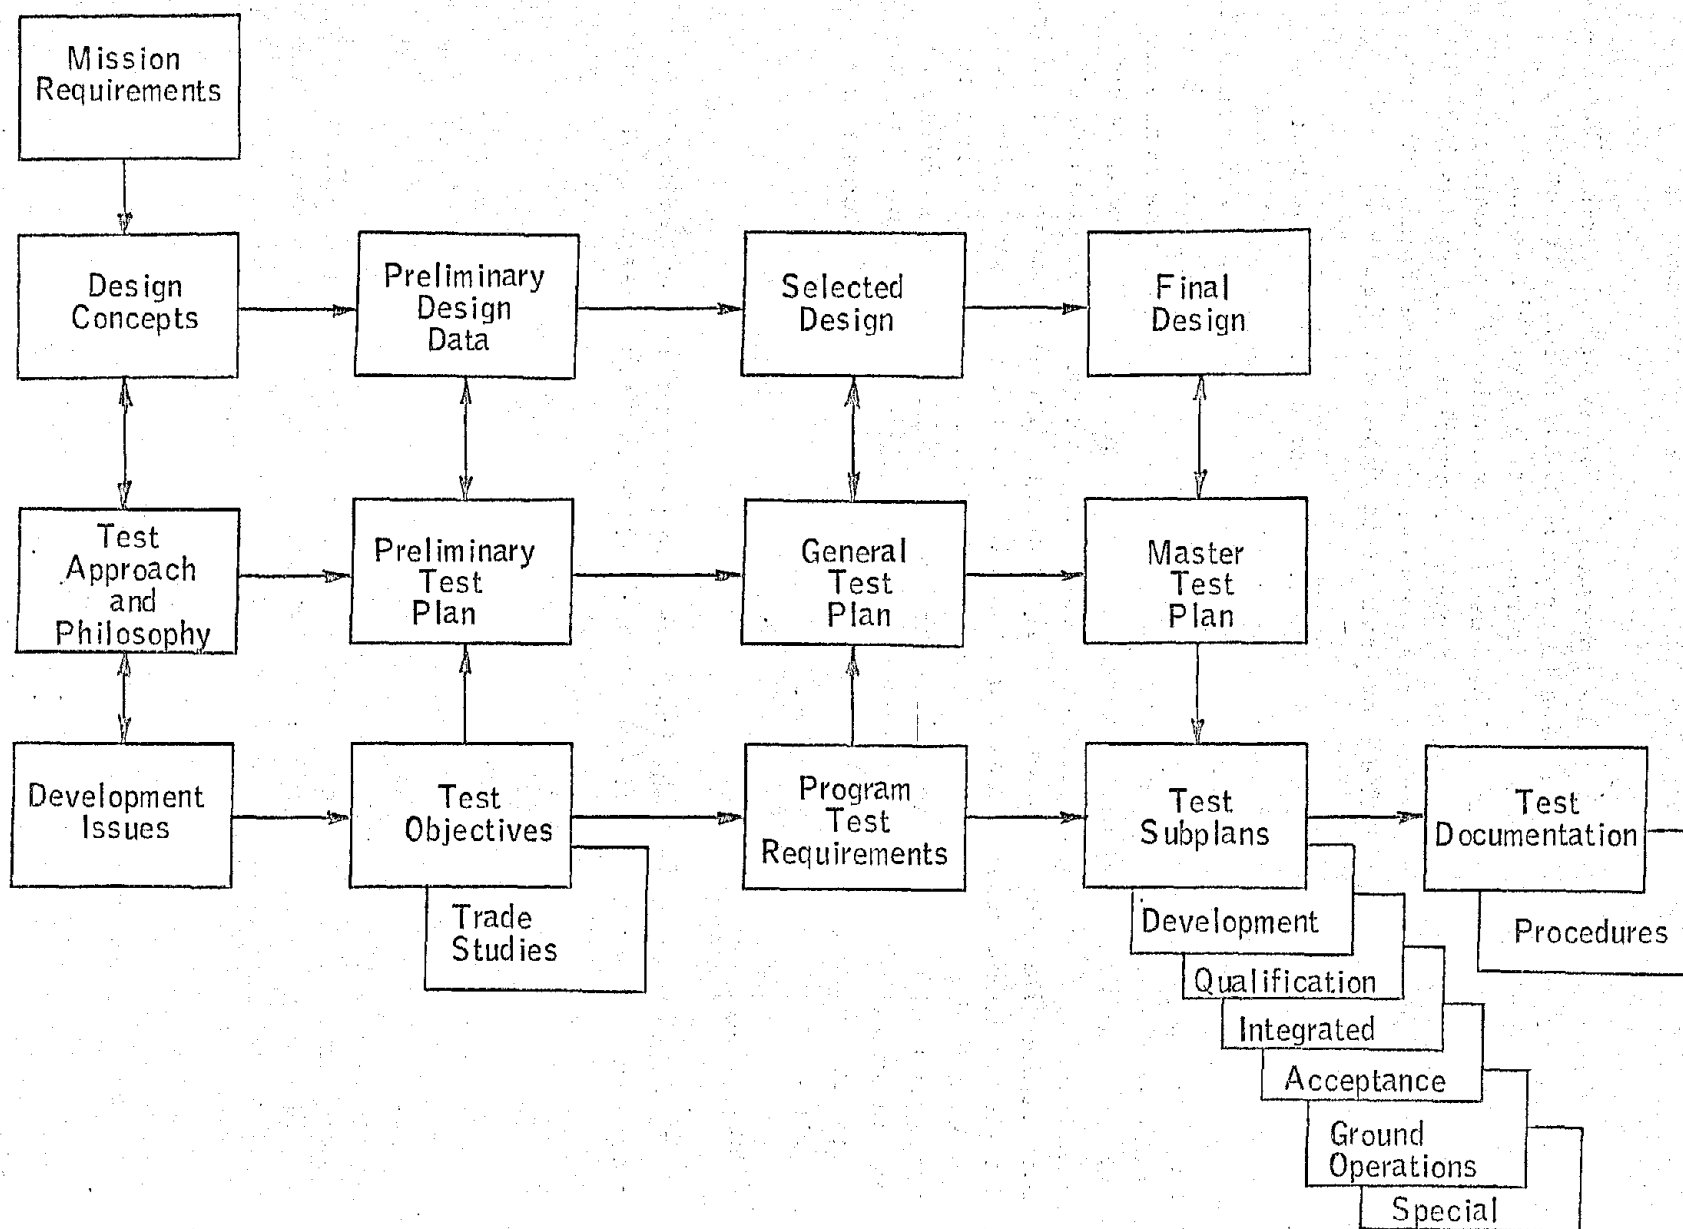 Mission
Requirements
Design
Concepts
Preliminary
Design
Data
Selected
Design
Final
Design
Test
Approach
and
Philosophy
Preliminary
Test
Plan
General
Test
Plan
Master
Test
Plan
Development
Issues
Test
Objectives
Trade
Studies
Program
Test
Requirements
Test
Subplans
Development
Qualification
Integrated
Acceptance
Ground
Operations
Special
Test
Documentation
Procedures